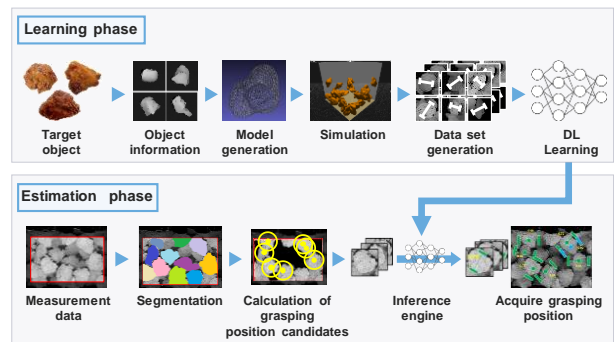 Learning phase
Target
object
Object
information
Model
generation
Simulation
Data set
generation
DL
Learning
Estimation phase
Measurement
data
Segmentation
Calculation of
grasping
position candidates
Inference
engine
Acquire grasping
position